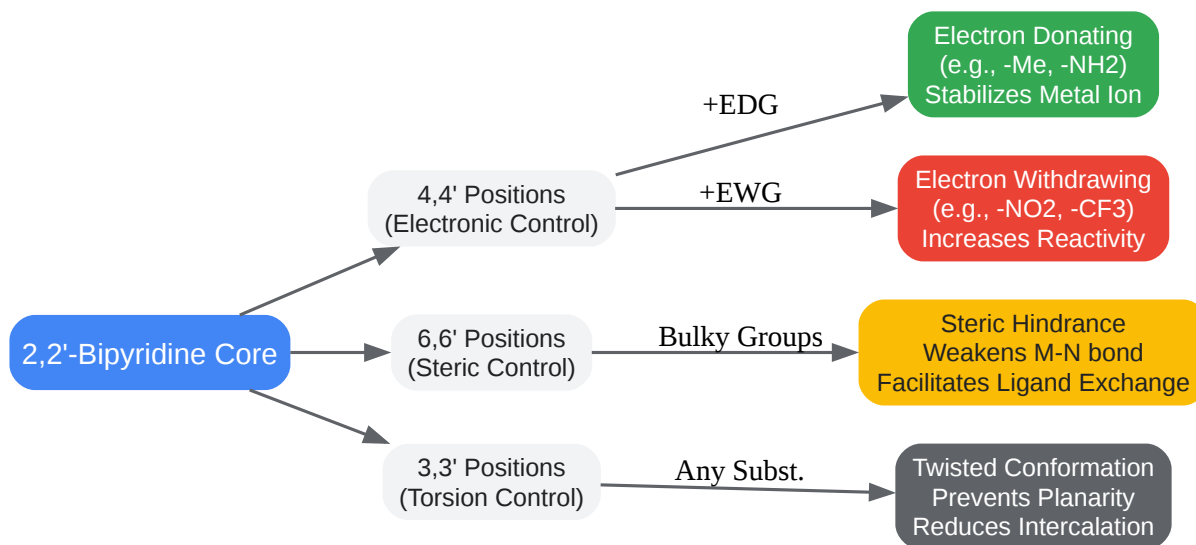 2,2'-Bipyridine Core
4,4' Positions
(Electronic Control)
6,6' Positions
(Steric Control)
3,3' Positions
(Torsion Control)
+EDG
+EWG
Bulky Groups
Any Subst.
Electron Donating
(e.g., -Me, -NH2)
Stabilizes Metal Ion
Electron Withdrawing
(e.g., -NO2, -CF3)
Increases Reactivity
Steric Hindrance
Weakens M-N bond
Facilitates Ligand Exchange
Twisted Conformation
Prevents Planarity
Reduces Intercalation